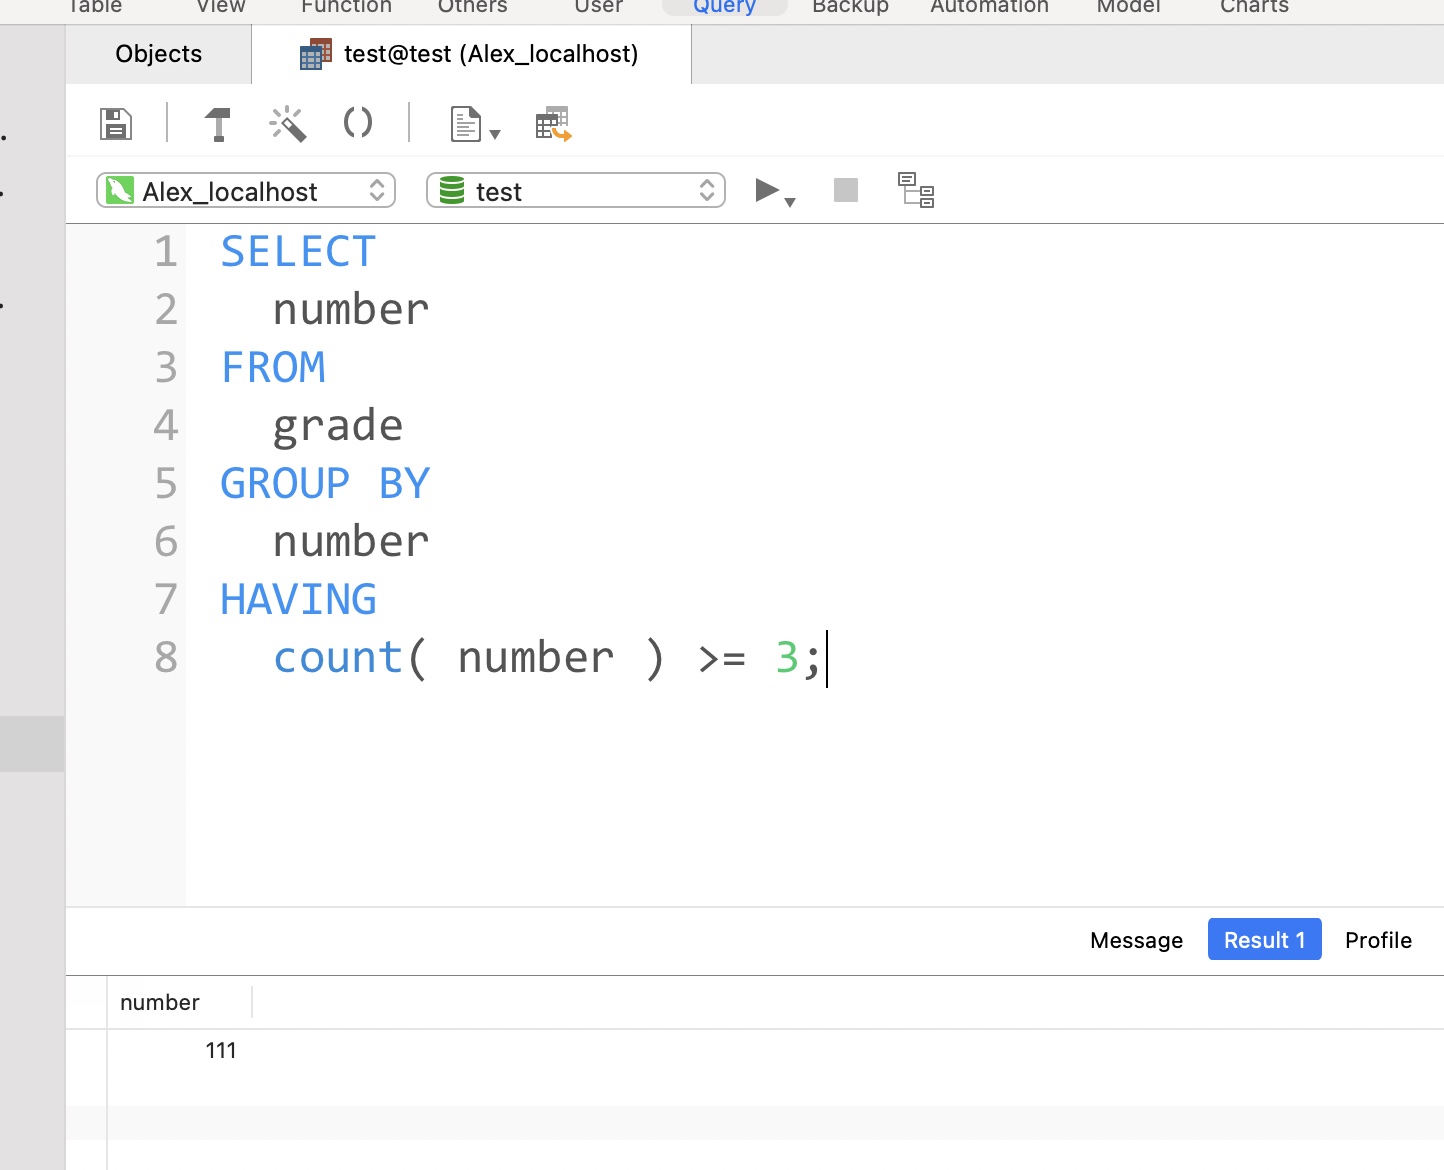 Table View Function Others User Query Backup Automation Model Charts
Objects test@test (Alex_localhost)
Alex_localhost test
1 SELECT
2 number
3 FROM
4 grade
5 GROUP BY
6 number
7 HAVING
8 count( number ) >= 3;
Message Result 1 Profile
number
111